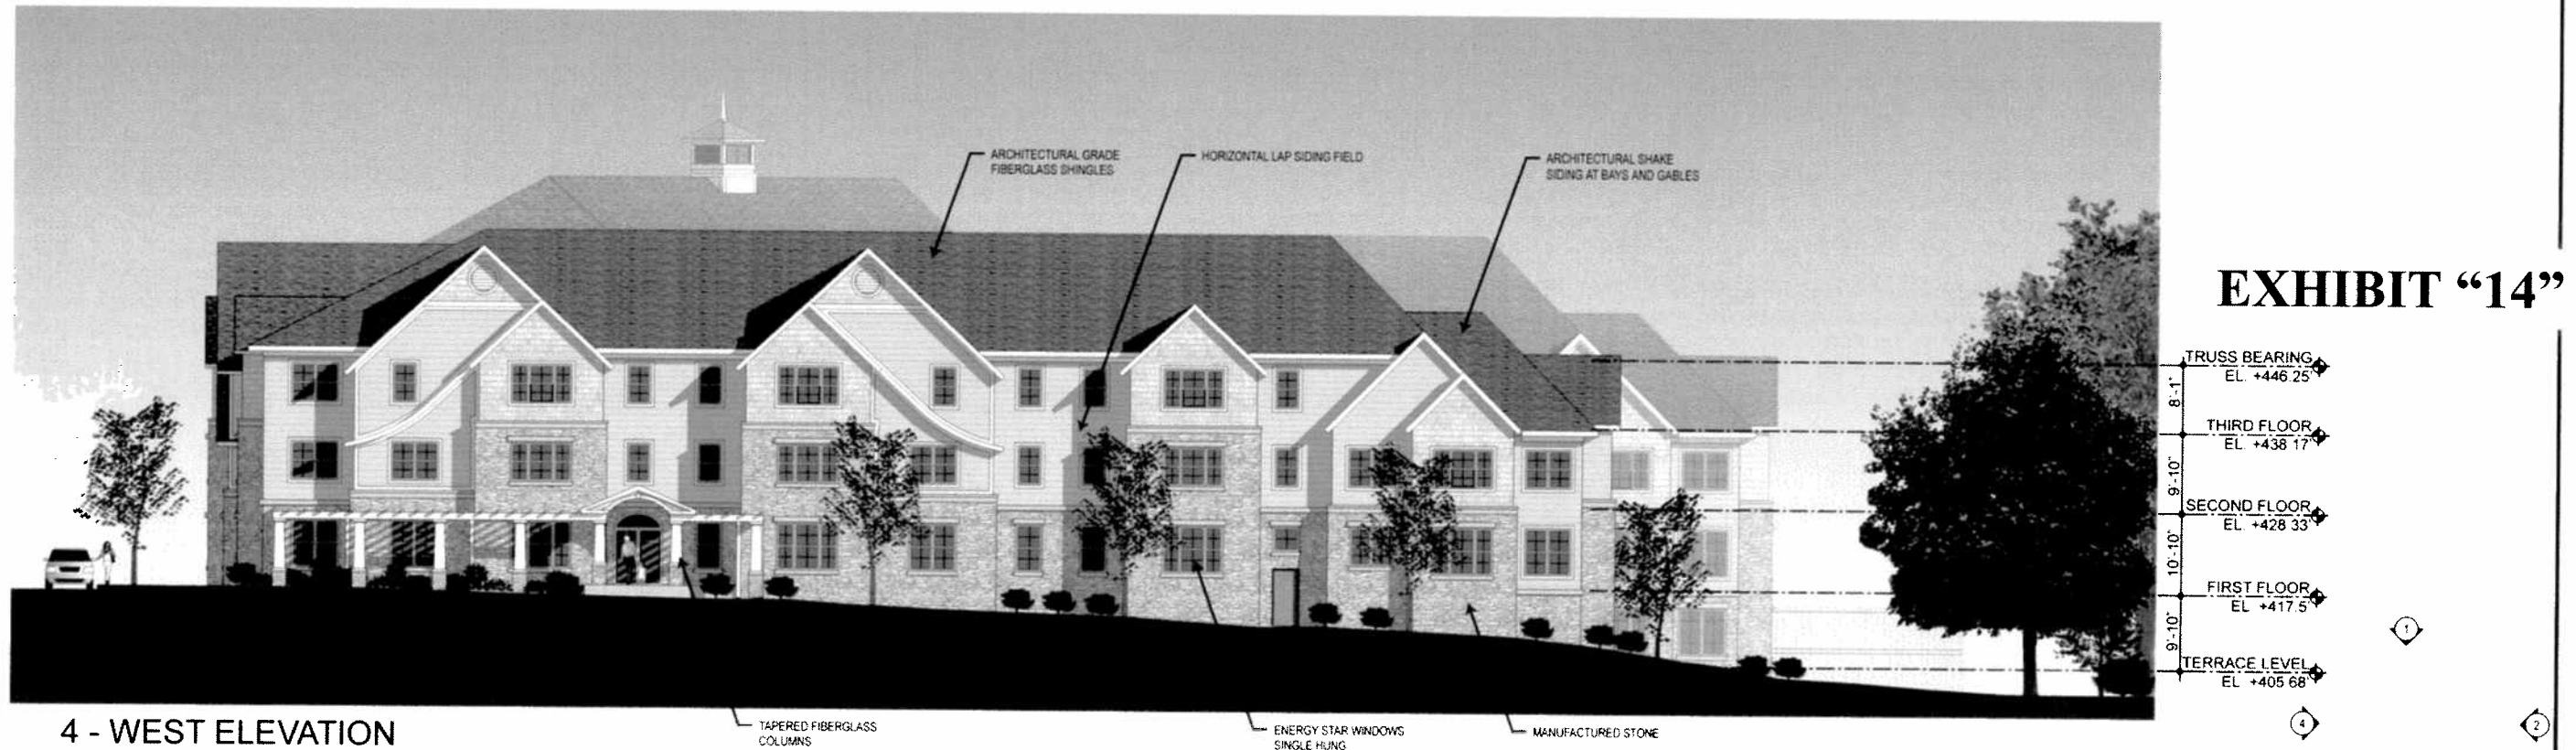 ARCHITECTURAL GRADE
FIBERGLASS SHINGLES
HORIZONTAL LAP SIDING FIELD
ARCHITECTURAL SHAKE
SIDING AT BAYS AND GABLES
EXHIBIT “14”
TRUSS BEARING
EL. +446.25'
8'-1"
THIRD FLOOR
EL. +438 17'
9'-10"
SECOND FLOOR
EL. +428 33'
10'-10"
FIRST FLOOR
EL +417.5'
9'-10"
TERRACE LEVEL
EL +405 68'
1
4
2
4 - WEST ELEVATION
TAPERED FIBERGLASS
COLUMNS
ENERGY STAR WINDOWS
SINGLE HUNG
MANUFACTURED STONE